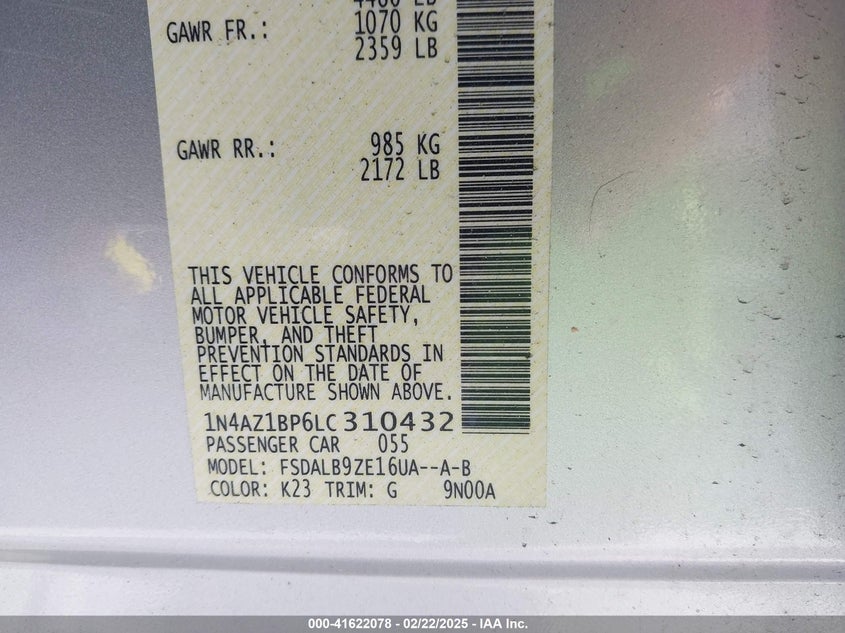 GAWR FR.: 1070 KG
2359 LB
GAWR RR.: 985 KG
2172 LB
THIS VEHICLE CONFORMS TO
ALL APPLICABLE FEDERAL
MOTOR VEHICLE SAFETY,
BUMPER, AND THEFT
PREVENTION STANDARDS IN
EFFECT ON THE DATE OF
MANUFACTURE SHOWN ABOVE.
1N4AZ1BP6LC310432
PASSENGER CAR 055
MODEL: FSDALB9ZE16UA--A-B
COLOR: K23 TRIM: G 9N00A
000-41622078 - 02/22/2025 - IAA Inc.